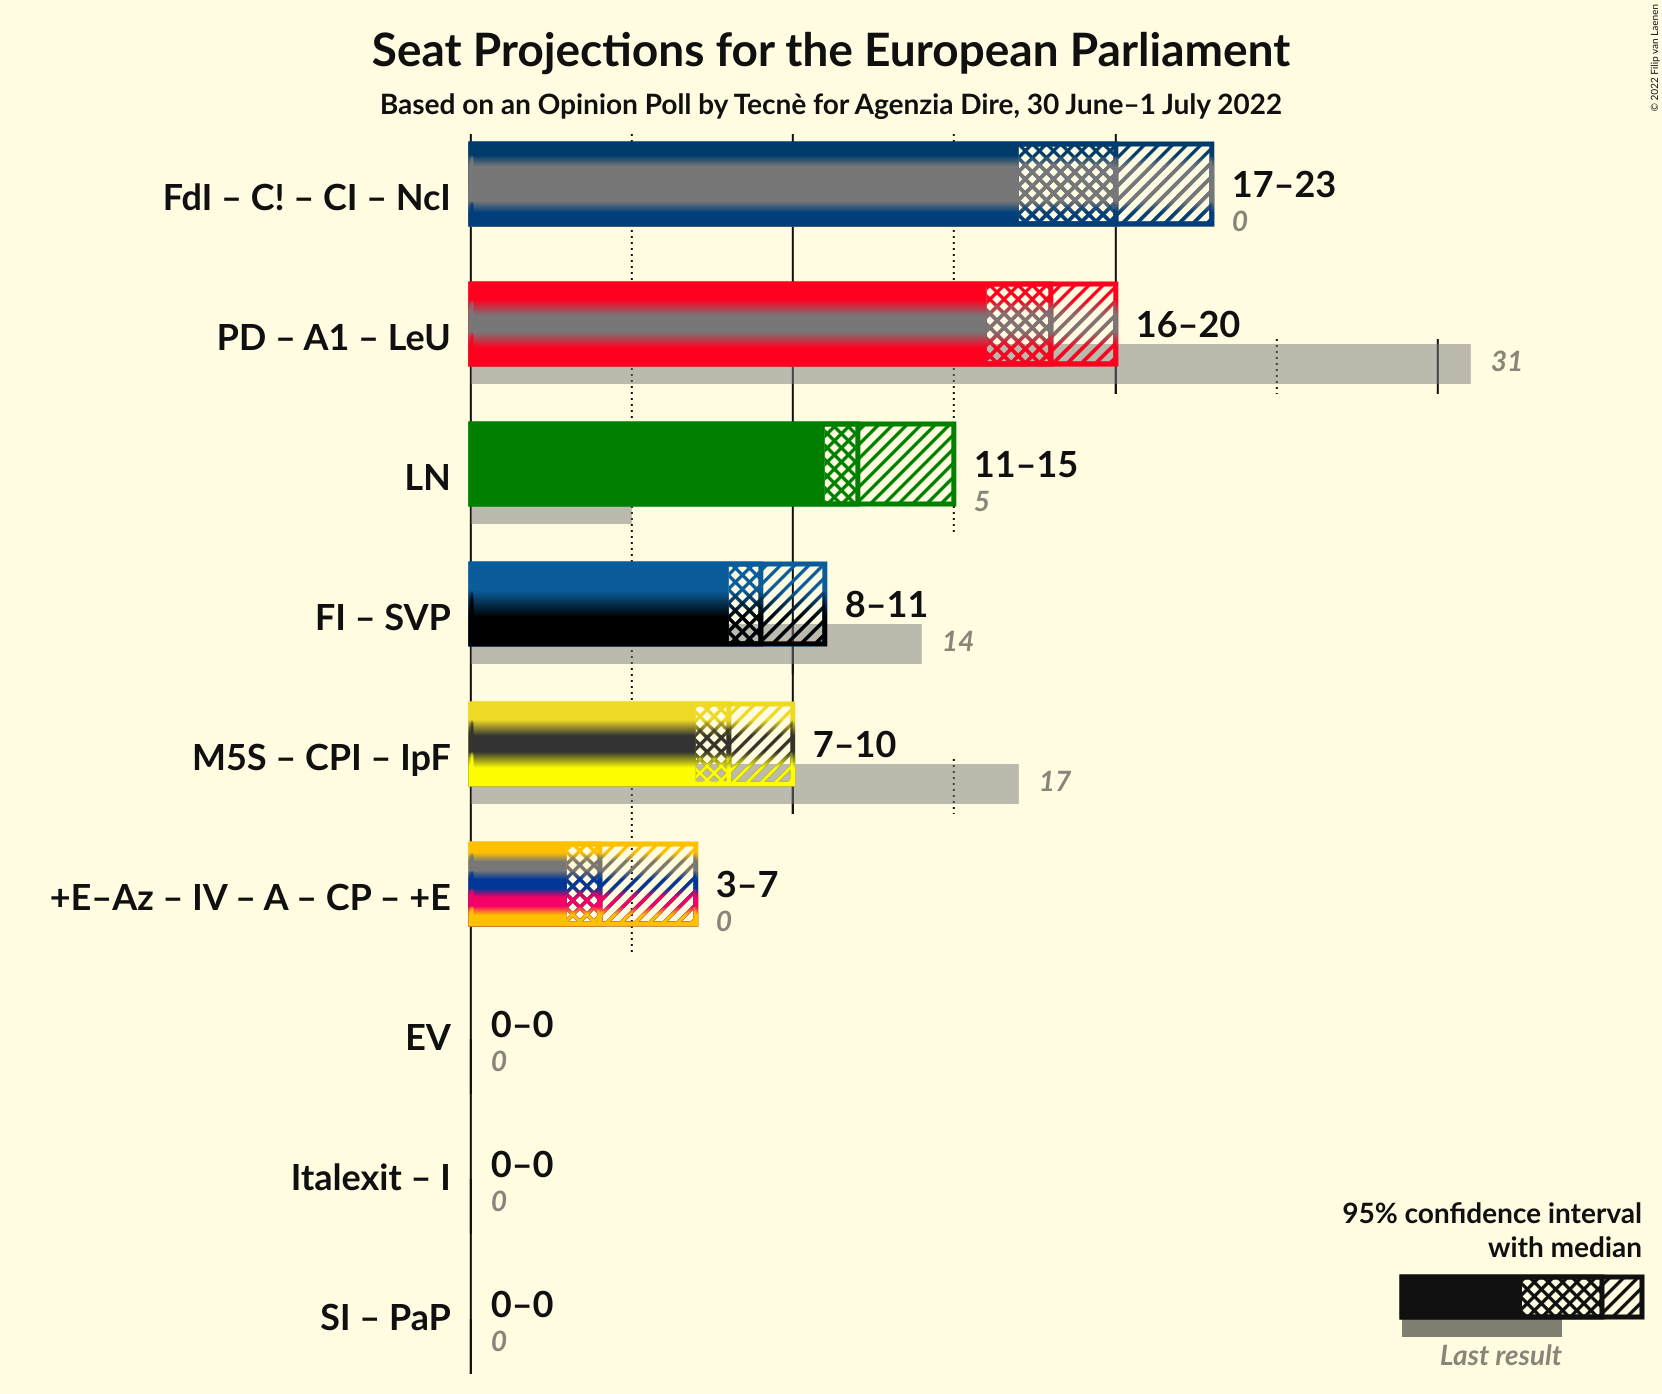 Seat Projections for the European Parliament
Based on an Opinion Poll by Tecnè for Agenzia Dire, 30 June–1 July 2022
© 2022 Filip van Laenen
FdI – C! – CI – NcI
17–23
0
PD – A1 – LeU
16–20
31
LN
11–15
5
FI – SVP
8–11
14
M5S – CPI – IpF
7–10
17
+E–Az – IV – A – CP – +E
3–7
0
EV
0–0
0
Italexit – I
0–0
0
SI – PaP
0–0
0
95% confidence interval
with median
Last result